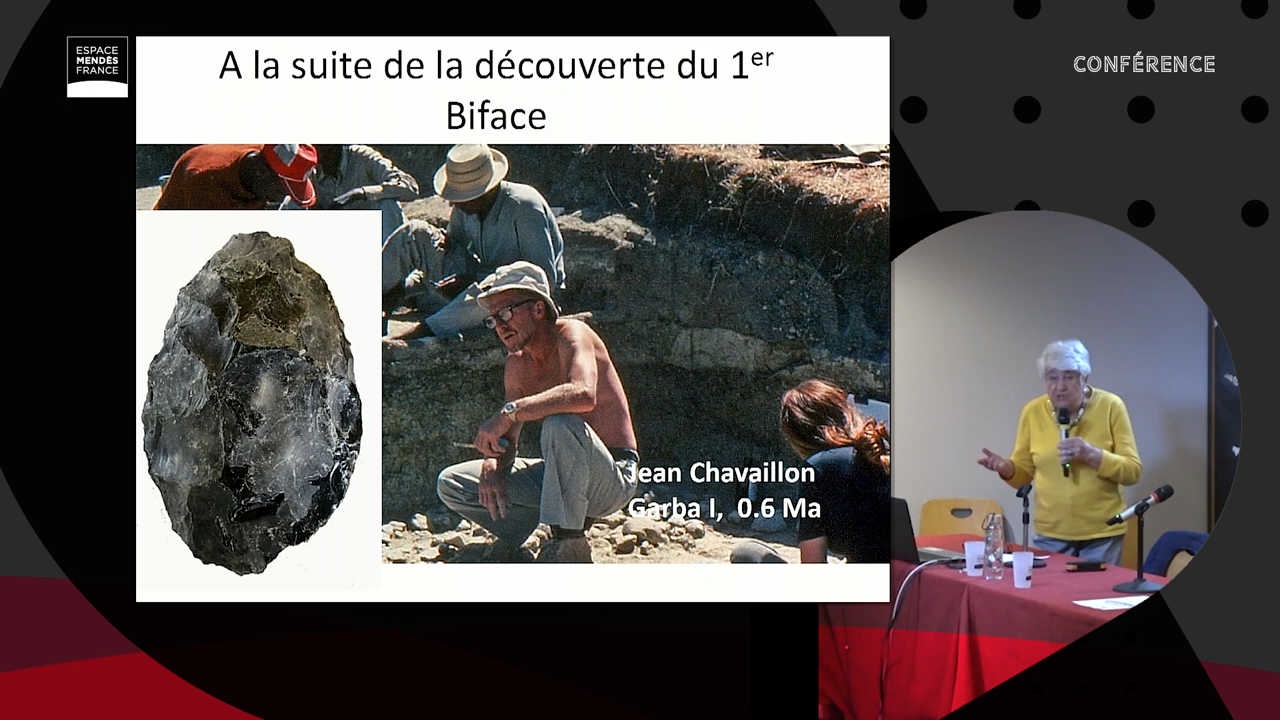 ESPACE
MENDÈS
FRANCE
A la suite de la découverte du 1er
Biface
CONFÉRENCE
Jean Chavaillon
Garba I, 0.6 Ma